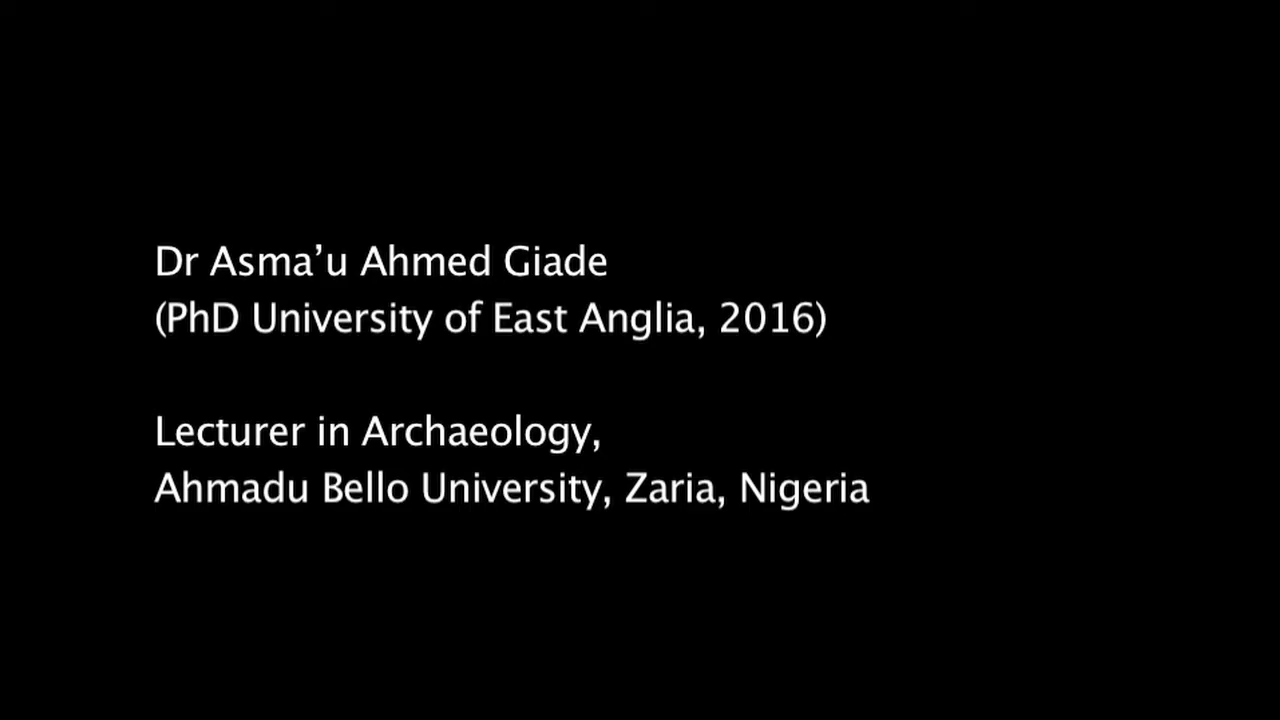 Dr Asma’u Ahmed Giade
(PhD University of East Anglia, 2016)
Lecturer in Archaeology,
Ahmadu Bello University, Zaria, Nigeria